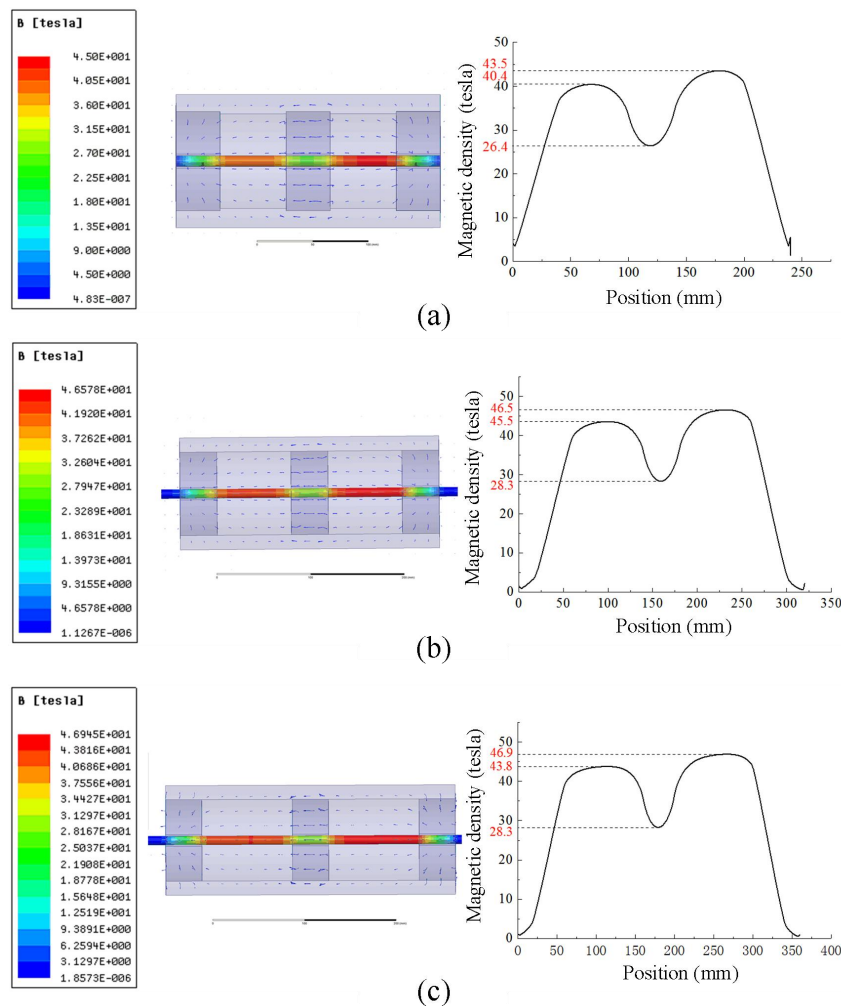 B [tesla]
4.50E+001
4.05E+001
3.60E+001
3.15E+001
2.70E+001
2.25E+001
1.80E+001
1.35E+001
9.00E+000
4.50E+000
4.83E-007
Magnetic density (tesla)
50
43.5
40.4
40
30
26.4
20
10
0
0 50 100 150 200 250
Position (mm)
(a)
B [tesla]
4.6578E+001
4.1920E+001
3.7262E+001
3.2604E+001
2.7947E+001
2.3289E+001
1.8631E+001
1.3973E+001
9.3155E+000
4.6578E+000
1.1267E-006
Magnetic density (tesla)
50
46.5
45.5
40
30
28.3
20
10
0
0 50 100 150 200 250 300 350
Position (mm)
(b)
B [tesla]
4.6945E+001
4.3816E+001
4.0686E+001
3.7556E+001
3.4427E+001
3.1297E+001
2.8167E+001
2.5037E+001
2.1908E+001
1.8778E+001
1.5648E+001
1.2519E+001
9.3891E+000
6.2594E+000
3.1297E+000
1.8573E-006
Magnetic density (tesla)
50
46.9
43.8
40
30
28.3
20
10
0
0 50 100 150 200 250 300 350 400
Position (mm)
(c)